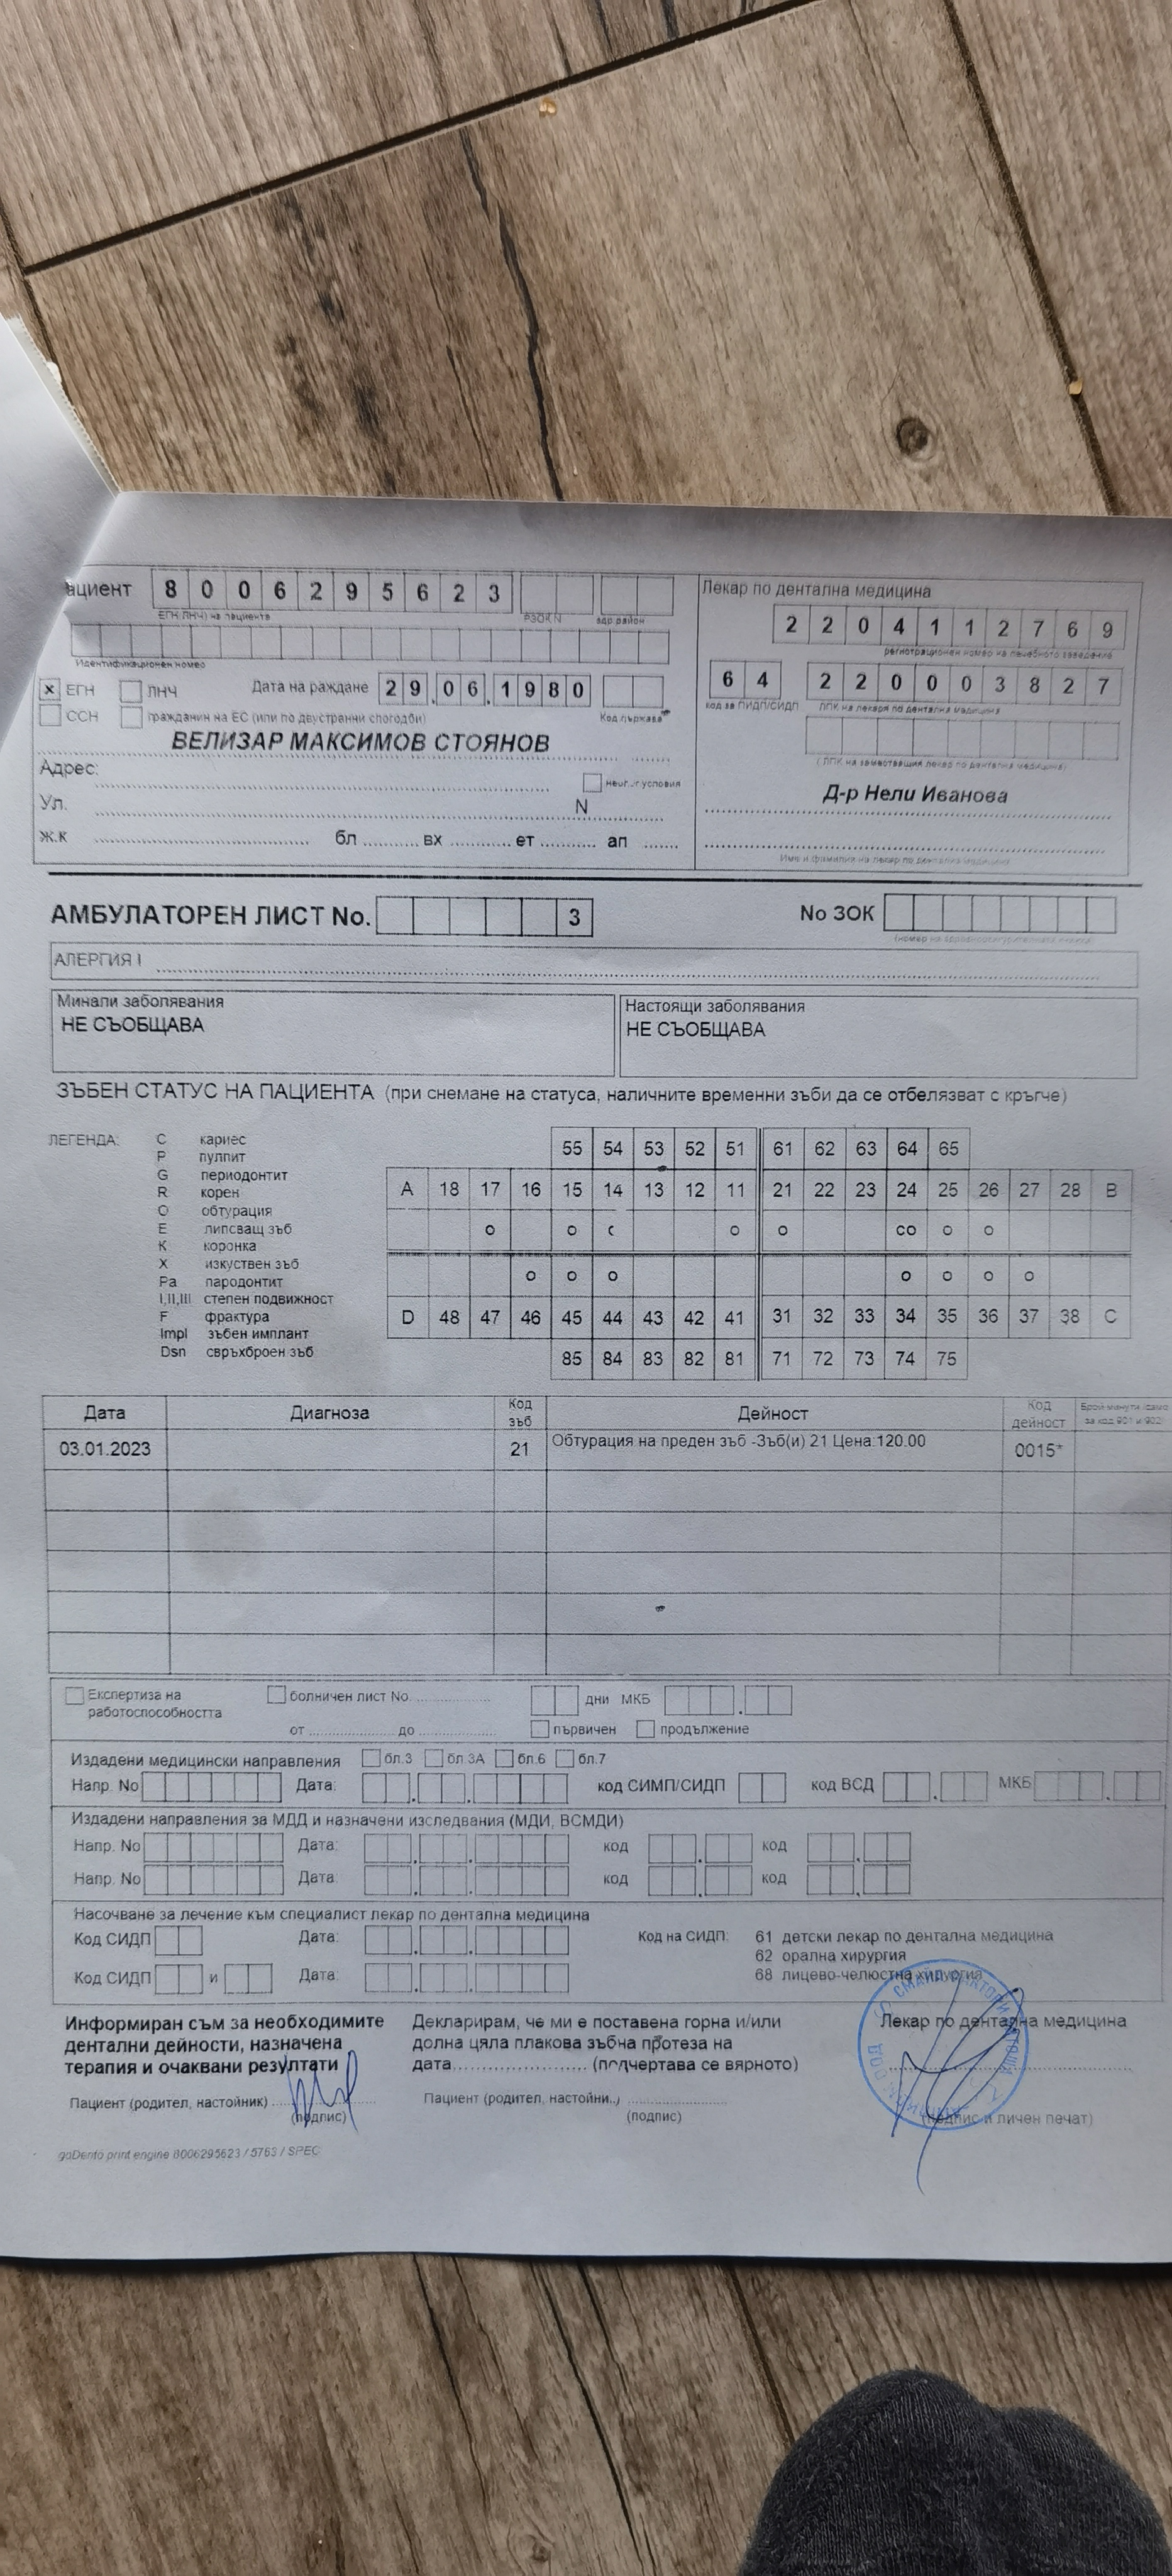 ациент 8 0 0 6 2 9 5 6 2 3
ЕГН (ЛНЧ) на пациента РЗОК N здр.район
Идентификационен номер
x ЕГН ЛНЧ Дата на раждане 2 9 . 0 6 . 1 9 8 0
ССН гражданин на ЕС (или по двустранни спогодби) Код държава
ВЕЛИЗАР МАКСИМОВ СТОЯНОВ
Адрес:
Ул. N
Ж.К бл вх ет ап
Лекар по дентална медицина
2 2 0 4 1 1 2 7 6 9
регистрационен номер на лечебното заведение
6 4 2 2 0 0 0 3 8 2 7
код за ПИДП/СИДП ЛПК на лекаря по дентална медицина
(ЛПК на заместващия лекар по дентална медицина)
Д-р Нели Иванова
Име и фамилия на лекар по дентална медицина
АМБУЛАТОРЕН ЛИСТ No. 3 No ЗОК
(номер на здравноосигурителната книжка)
АЛЕРГИЯ
Минали заболявания
НЕ СЪОБЩАВА
Настоящи заболявания
НЕ СЪОБЩАВА
ЗЪБЕН СТАТУС НА ПАЦИЕНТА (при снемане на статуса, наличните временни зъби да се отбелязват с кръгче)
ЛЕГЕНДА:
C кариес
P пулпит
G периодонтит
R корен
O обтурация
E липсващ зъб
K коронка
X изкуствен зъб
Pa пародонтит
I,II,III степен подвижност
F фрактура
Impl зъбен имплант
Dsn свръхброен зъб
55 54 53 52 51 61 62 63 64 65
A 18 17 16 15 14 13 12 11 21 22 23 24 25 26 27 28 B
o o o o co o o
o o o o o o o
D 48 47 46 45 44 43 42 41 31 32 33 34 35 36 37 38 C
85 84 83 82 81 71 72 73 74 75
Дата Диагноза Код зъб Дейност Код дейност Брой минути (само за код 901 и 902)
03.01.2023 21 Обтурация на преден зъб -Зъб(и) 21 Цена:120.00 0015*
Експертиза на работоспособността болничен лист No дни МКБ
от до първичен продължение
Издадени медицински направления бл.3 бл.3А бл.6 бл.7
Напр. No Дата: код СИМП/СИДП код ВСД МКБ
Издадени направления за МДД и назначени изследвания (МДИ, ВСМДИ)
Напр. No Дата: код код
Напр. No Дата: код код
Насочване за лечение към специалист лекар по дентална медицина
Код СИДП Дата: Код на СИДП: 61 детски лекар по дентална медицина
62 орална хирургия
Код СИДП и Дата: 68 лицево-челюстна хирургия
Информиран съм за необходимите
дентални дейности, назначена
терапия и очаквани резултати
Пациент (родител, настойник)
(подпис)
Декларирам, че ми е поставена горна и/или
долна цяла плакова зъбна протеза на
дата (подчертава се вярното)
Пациент (родител, настойни..)
(подпис)
Лекар по дентална медицина
(подпис и личен печат)
goDento print engine 8006295623 / 5763 / SPEC